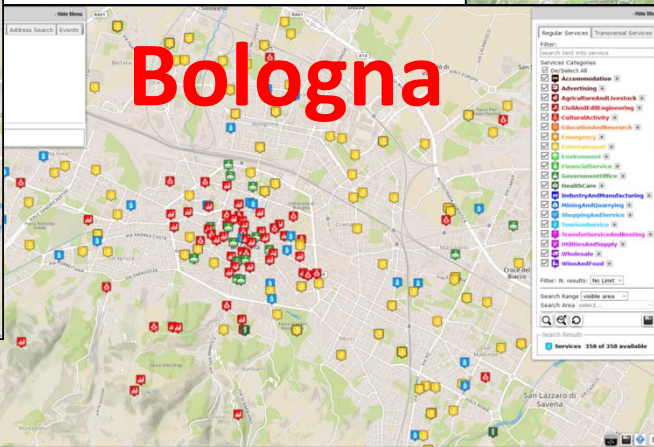 Bologna
- Hide Menu
Address Search Events
- Hide Menu
Regular Services Transversal Services
Filter:
search text into service
Services Categories
De/Select All
Accommodation
Advertising
AgricultureAndLivestock
CivilAndEdilEngineering
CulturalActivity
EducationAndResearch
Emergency
Entertainment
Environment
FinancialService
GovernmentOffice
HealthCare
IndustryAndManufacturing
MiningAndQuarrying
ShoppingAndService
TourismService
TransferServiceAndRenting
UtilitiesAndSupply
Wholesale
WineAndFood
Filter: N. results: No Limit
Search Range visible area
Search Area select...
Search Results
Services 358 of 358 available
San Lazzaro di
Savena
Croce del
Biacco